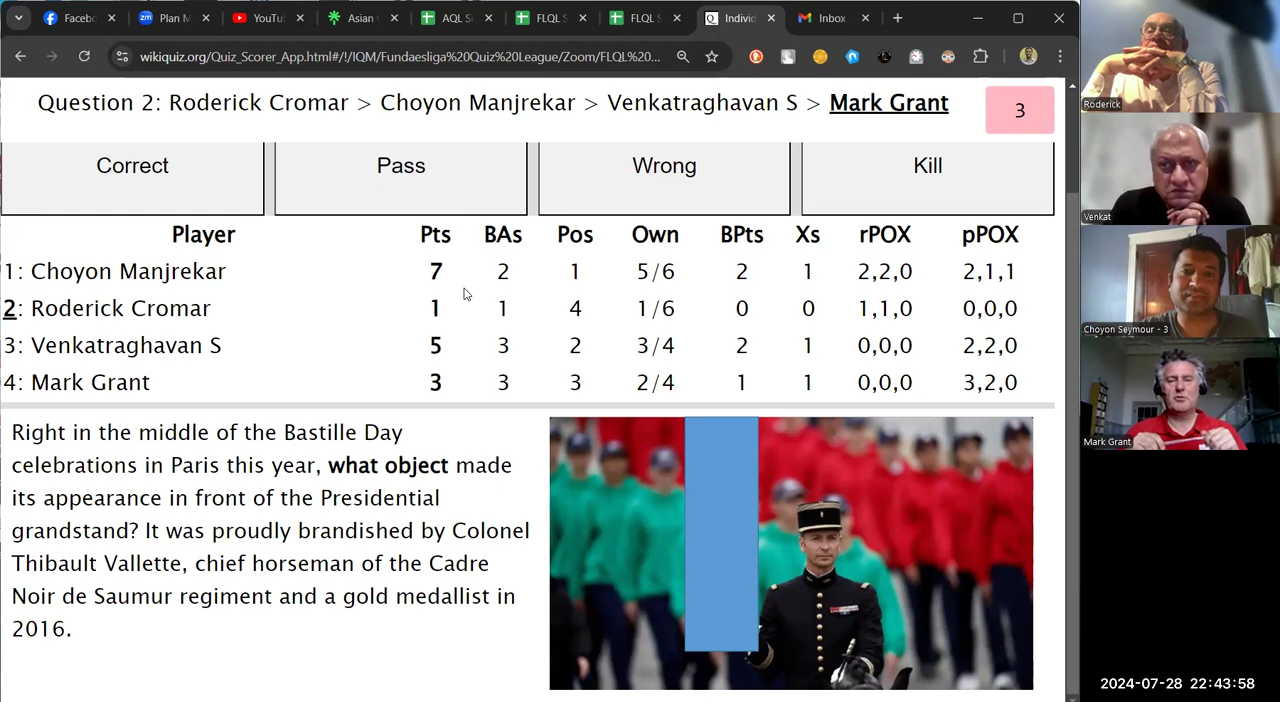 Facebo
Plan M
YouTu
Asian
AQL S
FLQL S
FLQL S
Indivio
Inbox
wikiquiz.org/Quiz_Scorer_App.html#/!/IQM/Fundaesliga%20Quiz%20League/Zoom/FLQL%20...
Question 2: Roderick Cromar > Choyon Manjrekar > Venkatraghavan S > Mark Grant
3
Correct Pass Wrong Kill
Player Pts BAs Pos Own BPts Xs rPOX pPOX
1: Choyon Manjrekar 7 2 1 5/6 2 1 2,2,0 2,1,1
2: Roderick Cromar 1 1 4 1/6 0 0 1,1,0 0,0,0
3: Venkatraghavan S 5 3 2 3/4 2 1 0,0,0 2,2,0
4: Mark Grant 3 3 3 2/4 1 1 0,0,0 3,2,0
Right in the middle of the Bastille Day
celebrations in Paris this year, what object made
its appearance in front of the Presidential
grandstand? It was proudly brandished by Colonel
Thibault Vallette, chief horseman of the Cadre
Noir de Saumur regiment and a gold medallist in
2016.
Roderick
Venkat
Choyon Seymour - 3
Mark Grant
2024-07-28 22:43:58